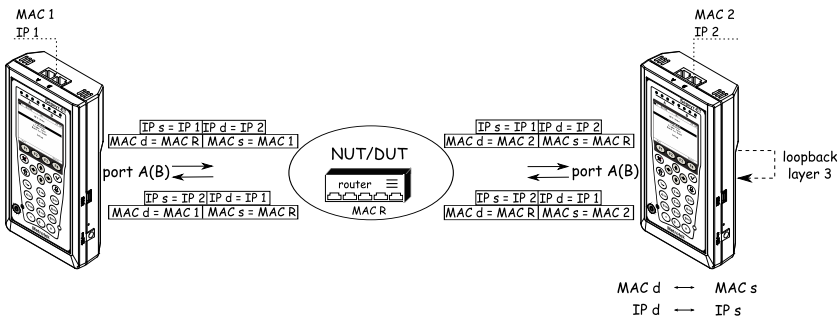 MAC 1
IP 1
MAC 2
IP 2
IP s = IP 1 IP d = IP 2
MAC d = MAC R MAC s = MAC 1
IP s = IP 1 IP d = IP 2
MAC d = MAC 2 MAC s = MAC R
NUT/DUT
port A(B)
router
MAC R
port A(B)
loopback
layer 3
IP s = IP 2 IP d = IP 1
MAC d = MAC 1 MAC s = MAC R
IP s = IP 2 IP d = IP 1
MAC d = MAC R MAC s = MAC 2
MAC d ↔ MAC s
IP d ↔ IP s